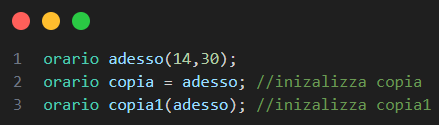 1 orario adesso(14,30);
2 orario copia = adesso; //inizalizza copia
3 orario copia1(adesso); //inizalizza copia1